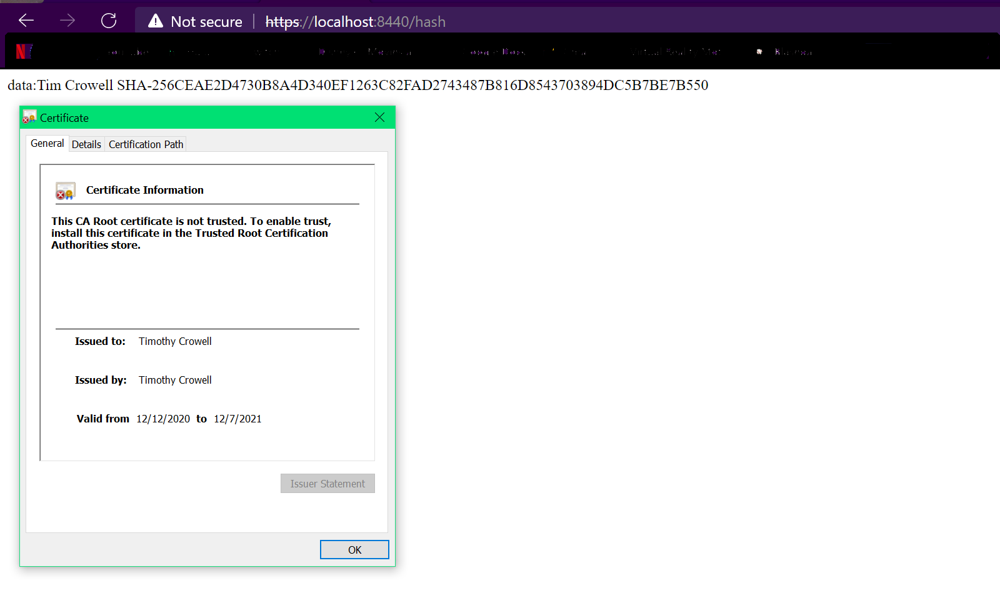 Not secure | https://localhost:8440/hash
N
data:Tim Crowell SHA-256CEAE2D4730B8A4D340EF1263C82FAD2743487B816D8543703894DC5B7BE7B550
Certificate
General Details Certification Path
Certificate Information
This CA Root certificate is not trusted. To enable trust,
install this certificate in the Trusted Root Certification
Authorities store.
Issued to: Timothy Crowell
Issued by: Timothy Crowell
Valid from 12/12/2020 to 12/7/2021
Issuer Statement
OK